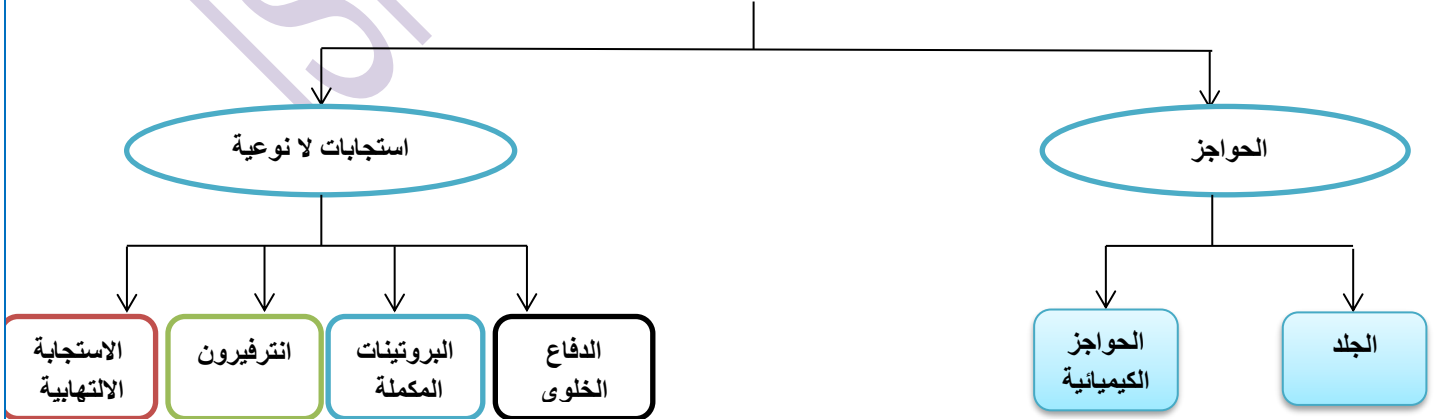 الحواجز
استجابات لا نوعية
الجلد
الحواجز
الكيميائية
الدفاع
الخلوى
البروتينات
المكملة
انترفيرون
الاستجابة
الالتهابية